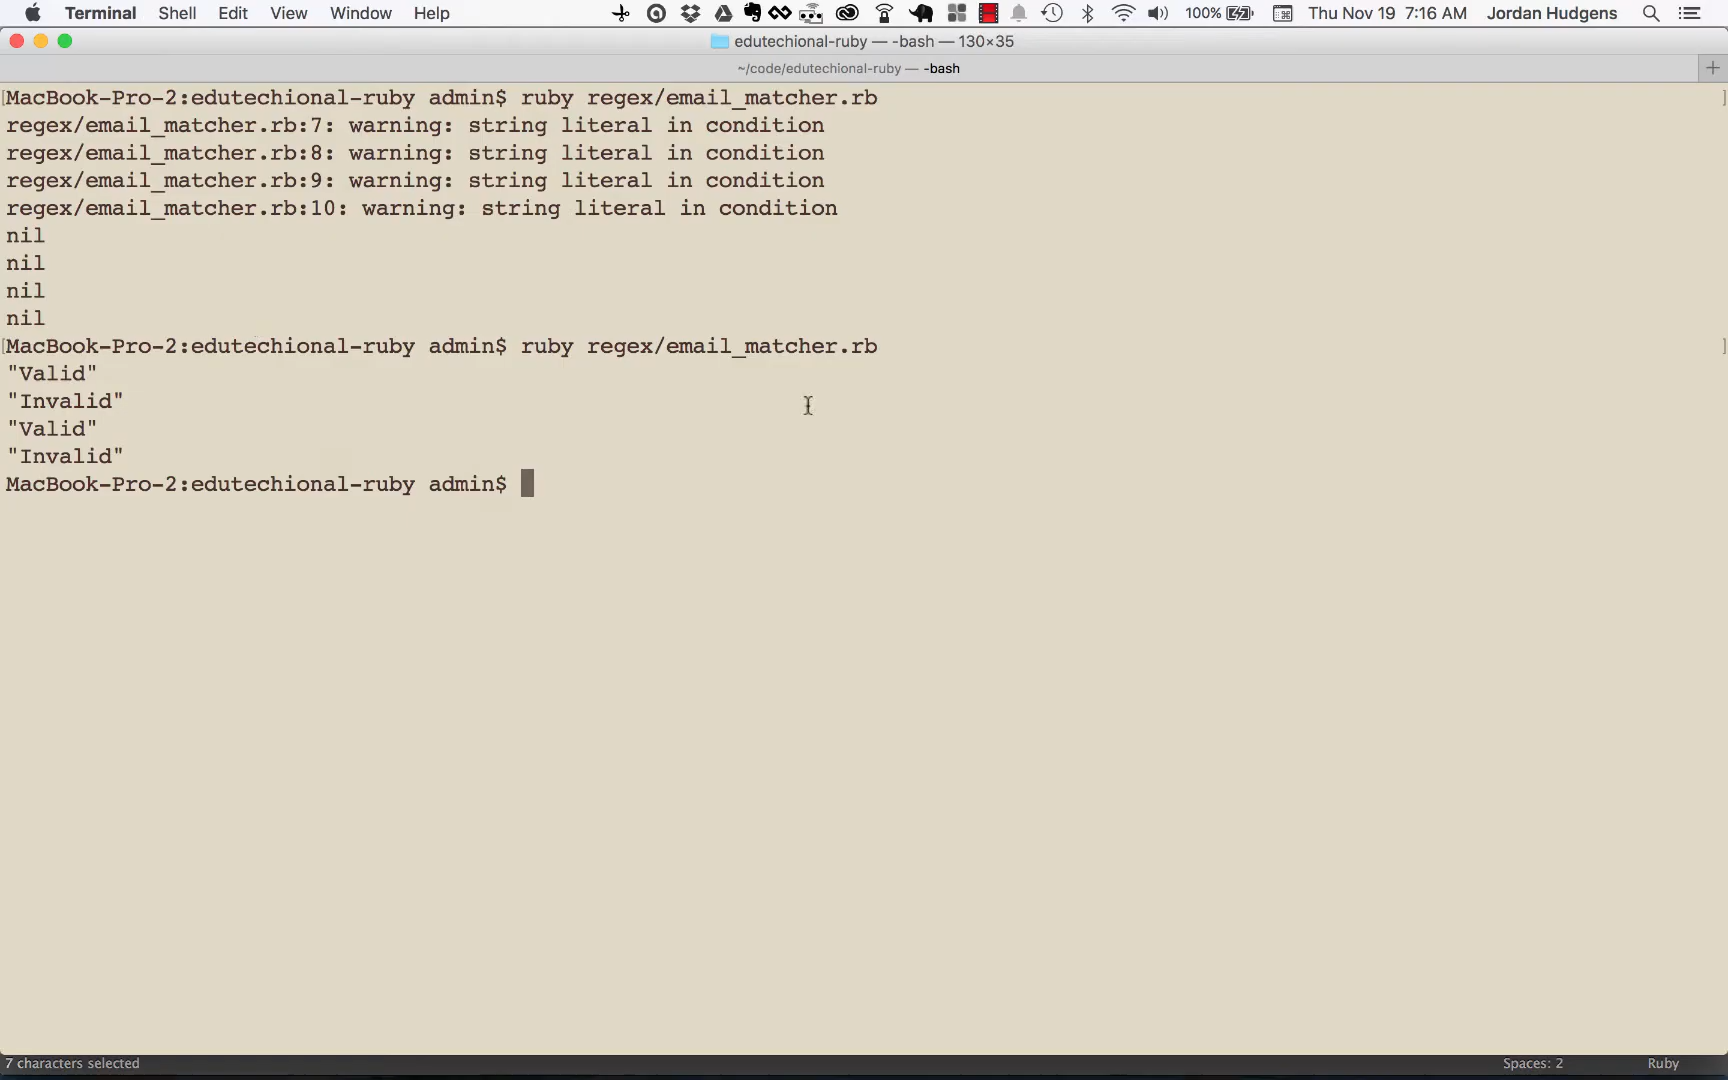 Terminal Shell Edit View Window Help 100% Thu Nov 19 7:16 AM Jordan Hudgens
edutechional-ruby — -bash — 130×35
~/code/edutechional-ruby — -bash
MacBook-Pro-2:edutechional-ruby admin$ ruby regex/email_matcher.rb
regex/email_matcher.rb:7: warning: string literal in condition
regex/email_matcher.rb:8: warning: string literal in condition
regex/email_matcher.rb:9: warning: string literal in condition
regex/email_matcher.rb:10: warning: string literal in condition
nil
nil
nil
nil
MacBook-Pro-2:edutechional-ruby admin$ ruby regex/email_matcher.rb
"Valid"
"Invalid"
"Valid"
"Invalid"
MacBook-Pro-2:edutechional-ruby admin$
7 characters selected Spaces: 2 Ruby